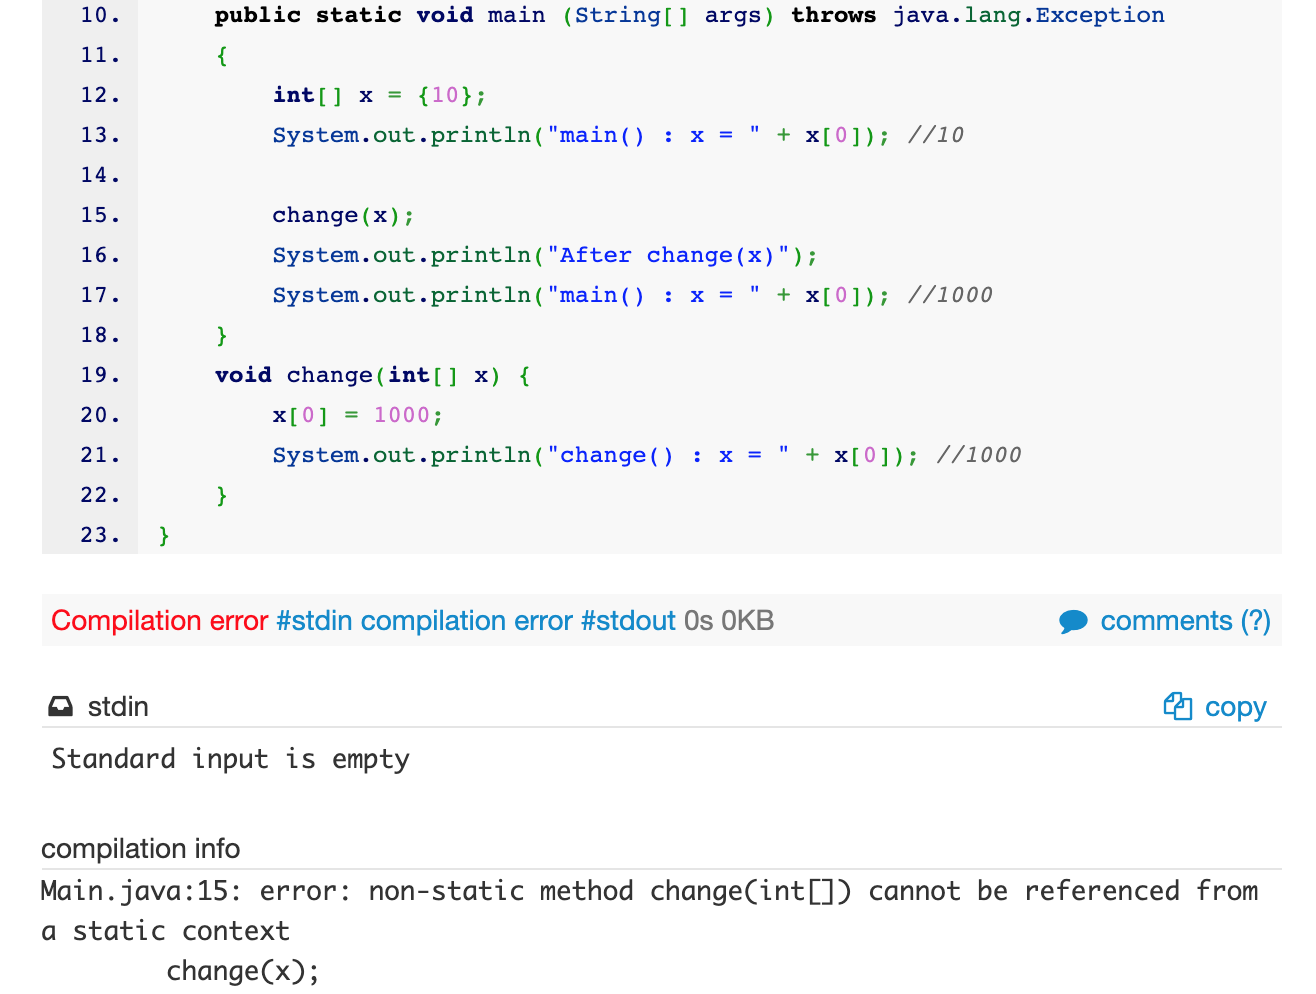 10. public static void main (String[] args) throws java.lang.Exception
11. {
12. int[] x = {10};
13. System.out.println("main() : x = " + x[0]); //10
14.
15. change(x);
16. System.out.println("After change(x)");
17. System.out.println("main() : x = " + x[0]); //1000
18. }
19. void change(int[] x) {
20. x[0] = 1000;
21. System.out.println("change() : x = " + x[0]); //1000
22. }
23. }
Compilation error #stdin compilation error #stdout 0s 0KB comments (?)
stdin copy
Standard input is empty
compilation info
Main.java:15: error: non-static method change(int[]) cannot be referenced from
a static context
change(x);